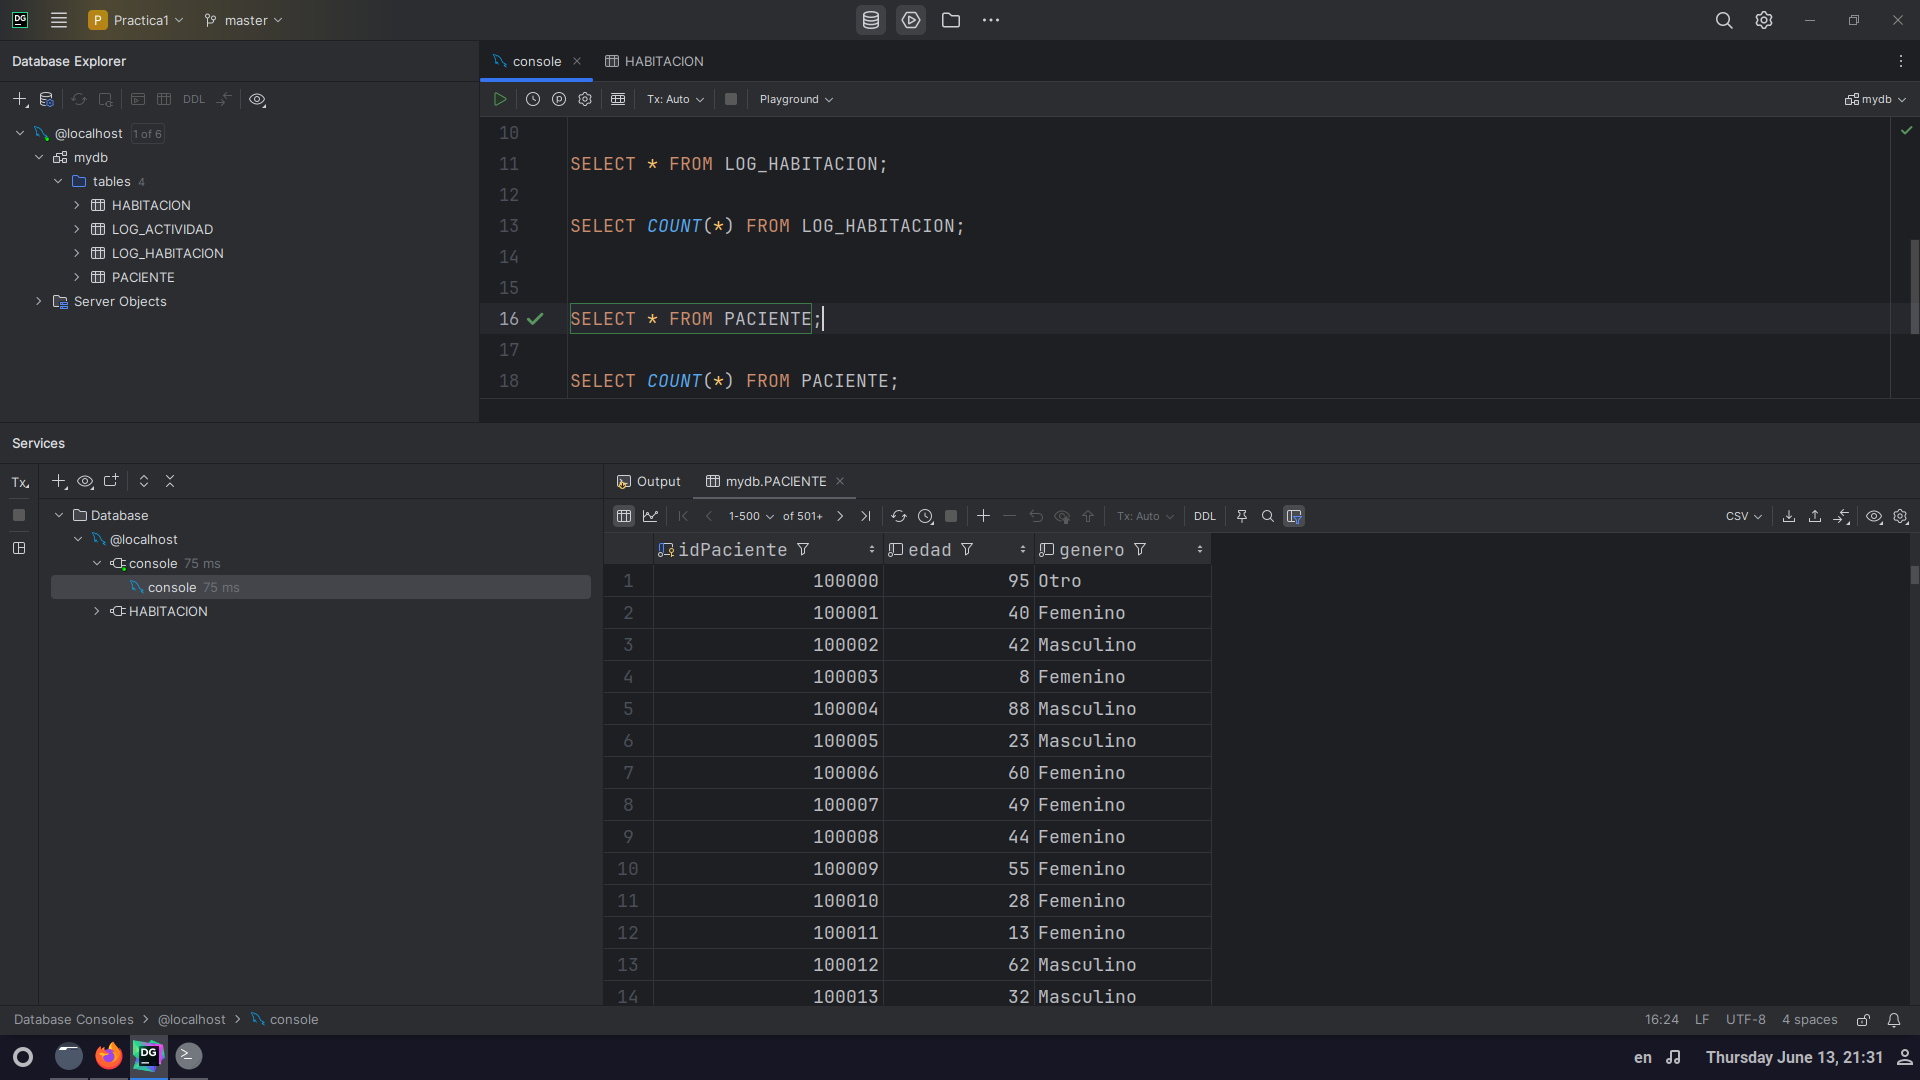 DG
P Practica1 master
Database Explorer
DDL
@localhost 1 of 6
mydb
tables 4
HABITACION
LOG_ACTIVIDAD
LOG_HABITACION
PACIENTE
Server Objects
console HABITACION
Tx: Auto Playground mydb
10
11 SELECT * FROM LOG_HABITACION;
12
13 SELECT COUNT(*) FROM LOG_HABITACION;
14
15
16 SELECT * FROM PACIENTE;
17
18 SELECT COUNT(*) FROM PACIENTE;
Services
Tx
Database
@localhost
console 75 ms
console 75 ms
HABITACION
Output mydb.PACIENTE
1-500 of 501+ Tx: Auto DDL CSV
idPaciente edad genero
1 100000 95 Otro
2 100001 40 Femenino
3 100002 42 Masculino
4 100003 8 Femenino
5 100004 88 Masculino
6 100005 23 Masculino
7 100006 60 Femenino
8 100007 49 Femenino
9 100008 44 Femenino
10 100009 55 Femenino
11 100010 28 Femenino
12 100011 13 Femenino
13 100012 62 Masculino
14 100013 32 Masculino
Database Consoles > @localhost > console
16:24 LF UTF-8 4 spaces
DG
en Thursday June 13, 21:31